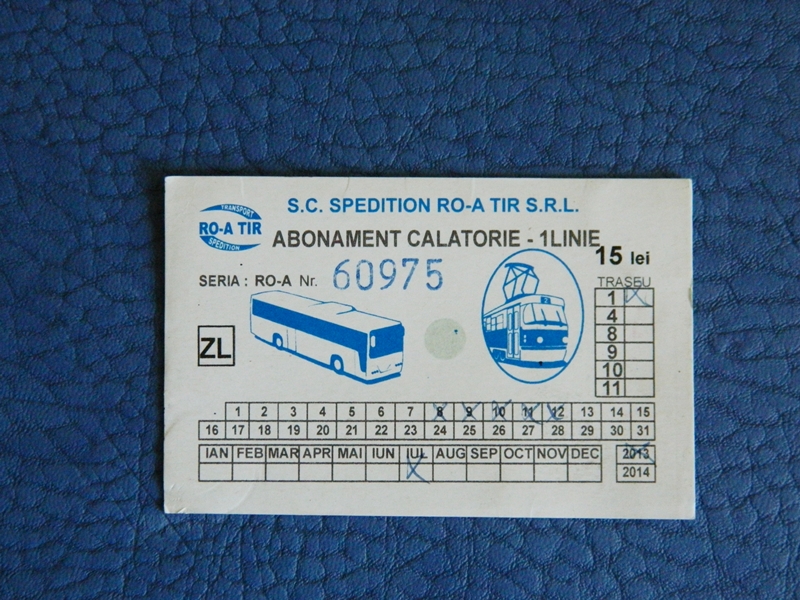 S.C. SPEDITION RO-A TIR S.R.L.
TRANSPORT
RO-A TIR
SPEDITION
ABONAMENT CALATORIE - 1LINIE
15 lei
SERIA : RO-A Nr. 60975
TRASEU
1
4
8
9
10
11
2
ZL
1 2 3 4 5 6 7 8 9 10 11 12 13 14 15
16 17 18 19 20 21 22 23 24 25 26 27 28 29 30 31
IAN FEB MAR APR MAI IUN IUL AUG SEP OCT NOV DEC
2013
2014